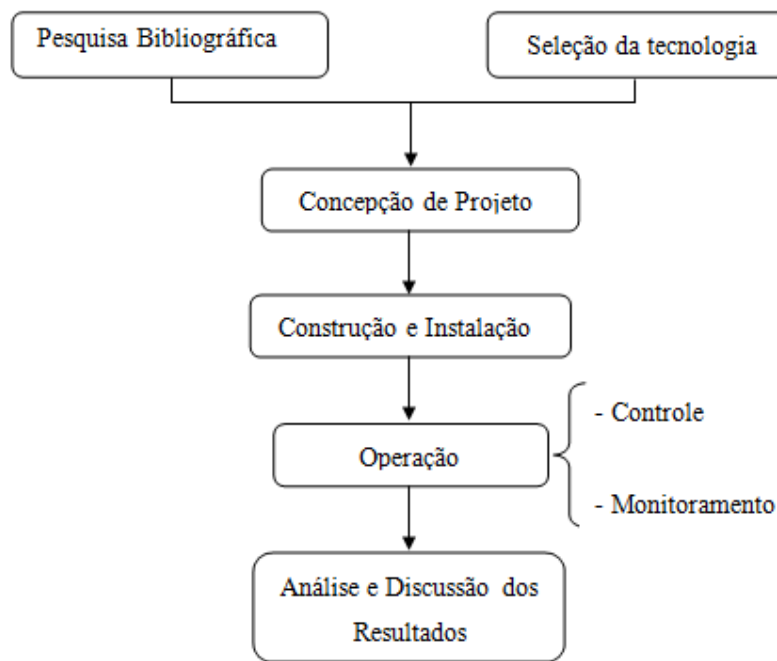 Pesquisa Bibliográfica
Seleção da tecnologia
Concepção de Projeto
Construção e Instalação
Operação
- Controle
- Monitoramento
Análise e Discussão dos
Resultados